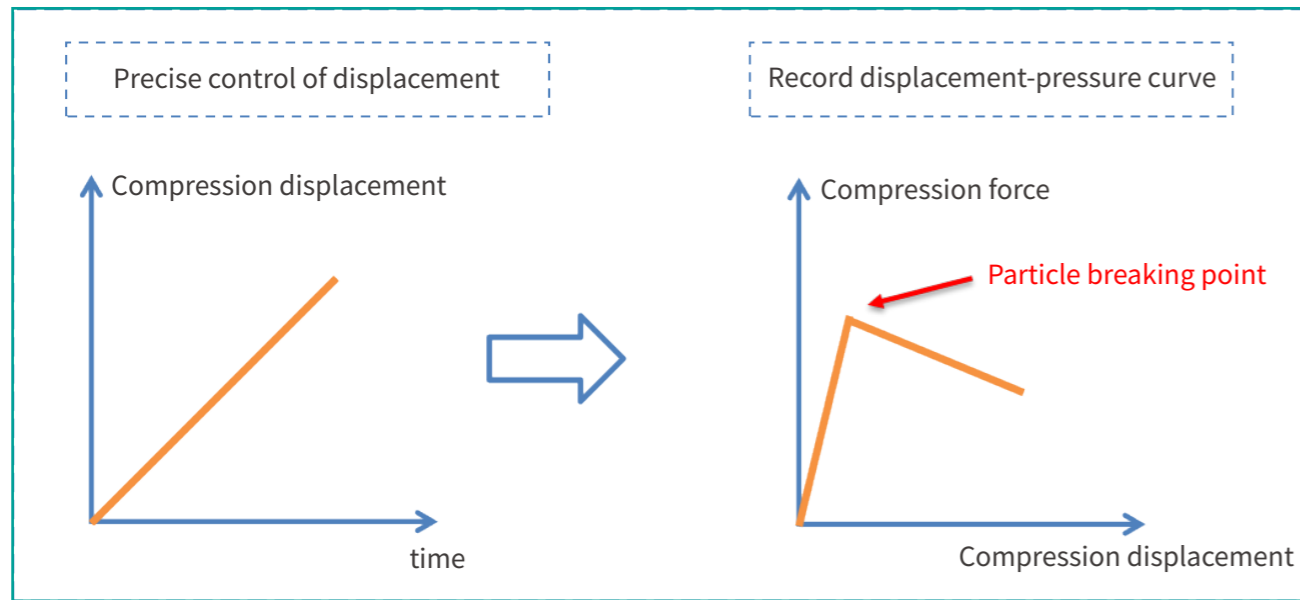 Precise control of displacement
Record displacement-pressure curve
Compression displacement
time
Compression force
Particle breaking point
Compression displacement